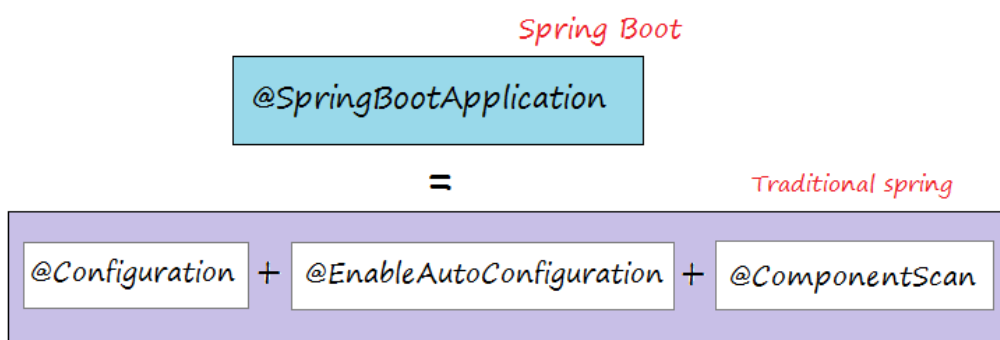 Spring Boot
@SpringBootApplication
=
Traditional spring
@Configuration + @EnableAutoConfiguration + @ComponentScan